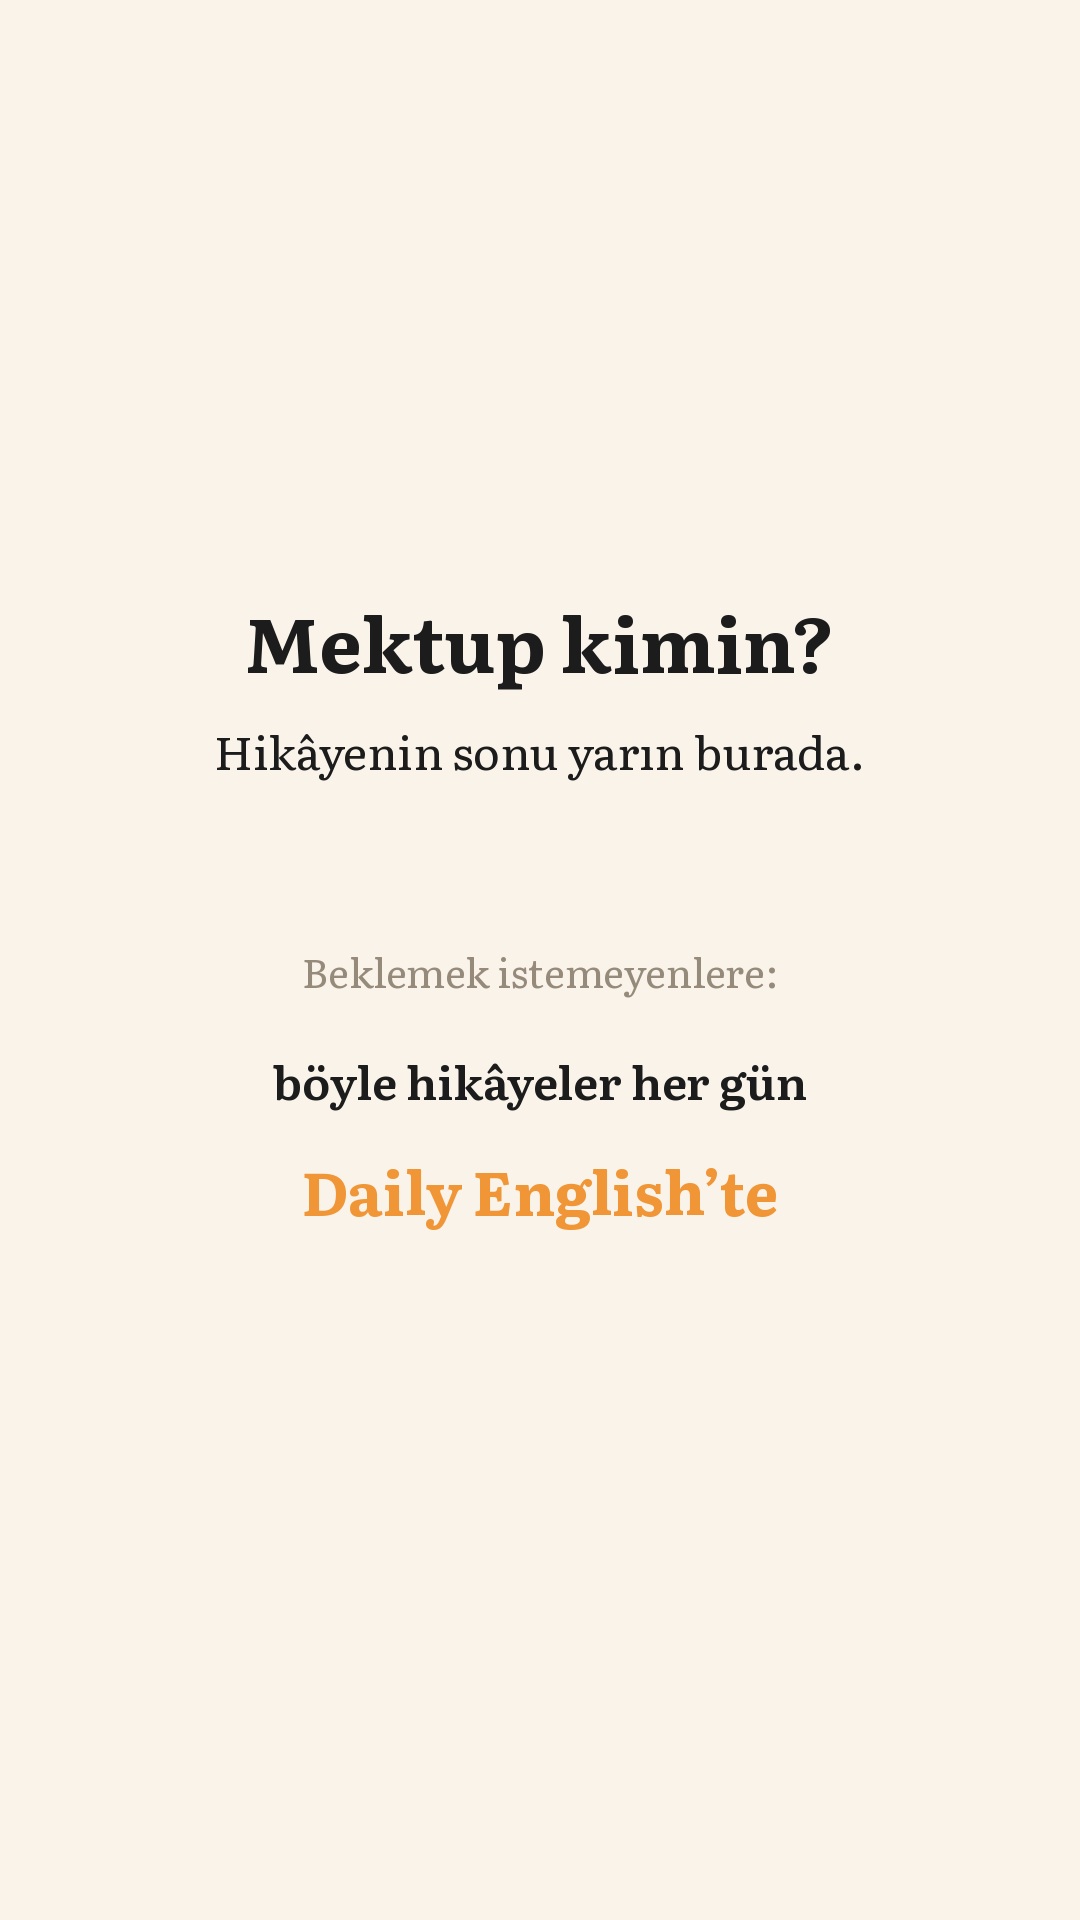 Mektup kimin?
Hikâyenin sonu yarın burada.
Beklemek istemeyenlere:
böyle hikâyeler her gün
Daily English’te